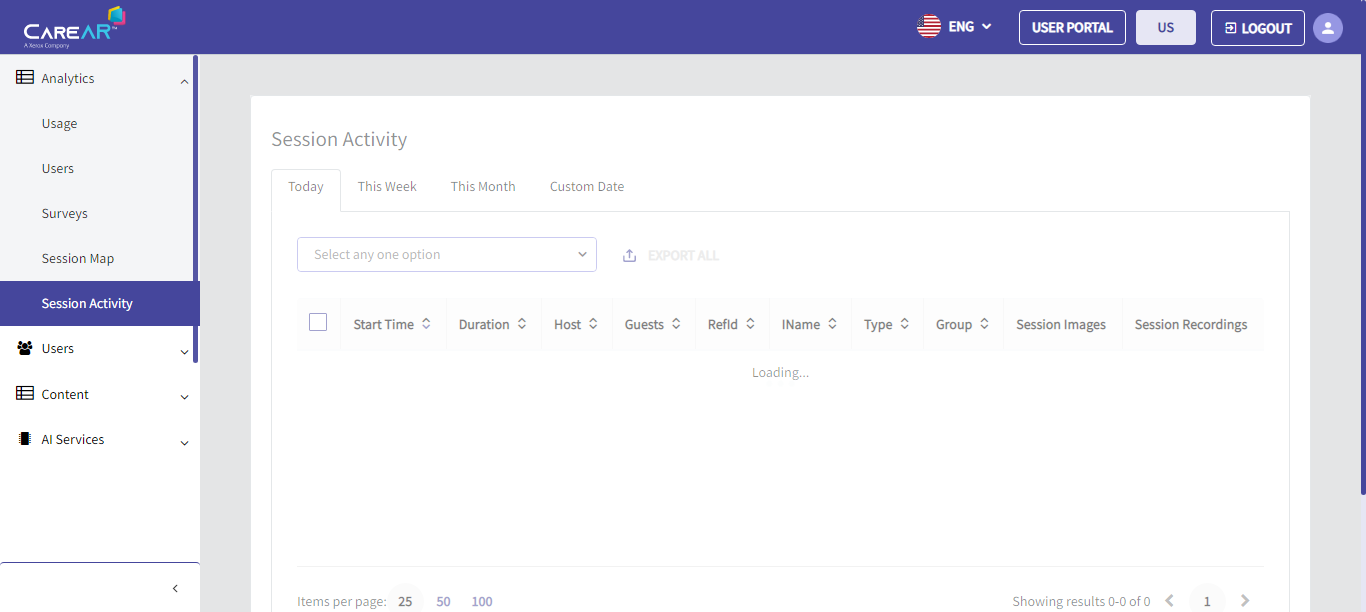 CAREAR™
A Xerox Company
ENG
USER PORTAL
US
LOGOUT
Analytics
Usage
Users
Surveys
Session Map
Session Activity
Users
Content
AI Services
Session Activity
Today This Week This Month Custom Date
Select any one option
EXPORT ALL
Start Time Duration Host Guests RefId IName Type Group Session Images Session Recordings
Loading...
Items per page: 25 50 100
Showing results 0-0 of 0 1